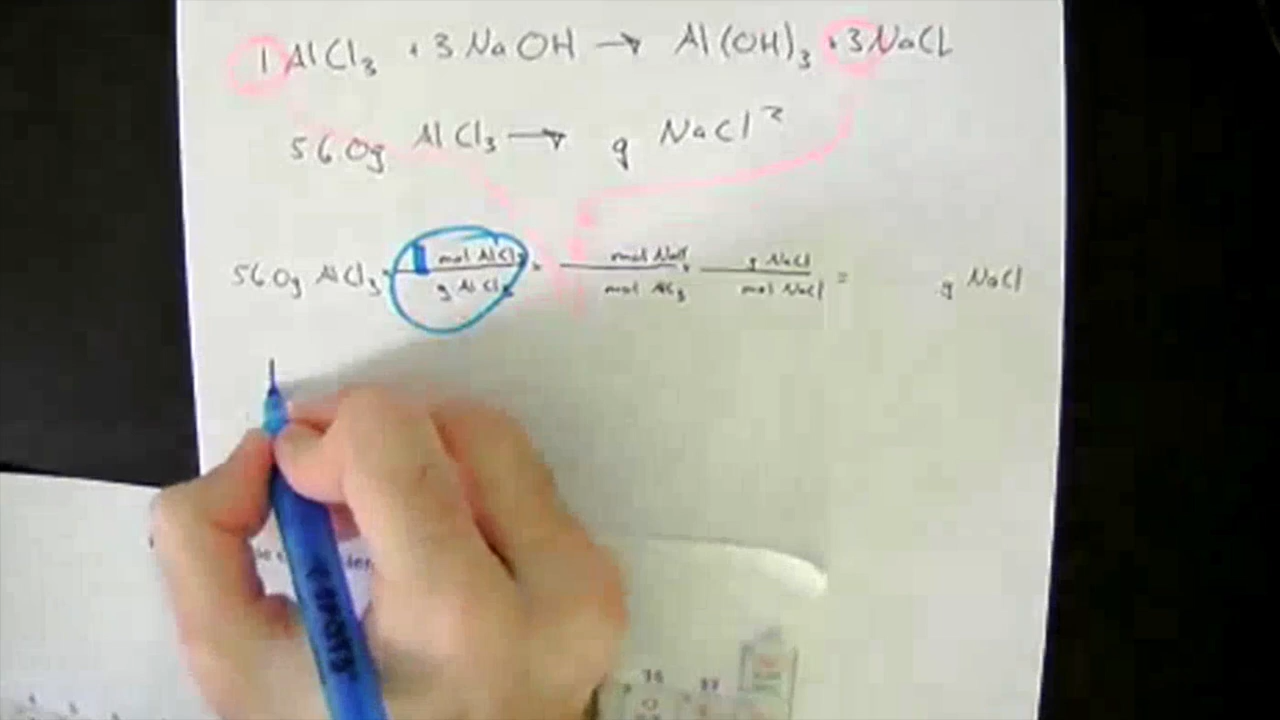 1 AlCl3 + 3 NaOH → Al(OH)3 + 3 NaCl
56.0g AlCl3 → g NaCl ?
56.0g AlCl3 · 1 mol AlCl3 / g AlCl3 · mol NaCl / mol AlCl3 · g NaCl / mol NaCl = g NaCl